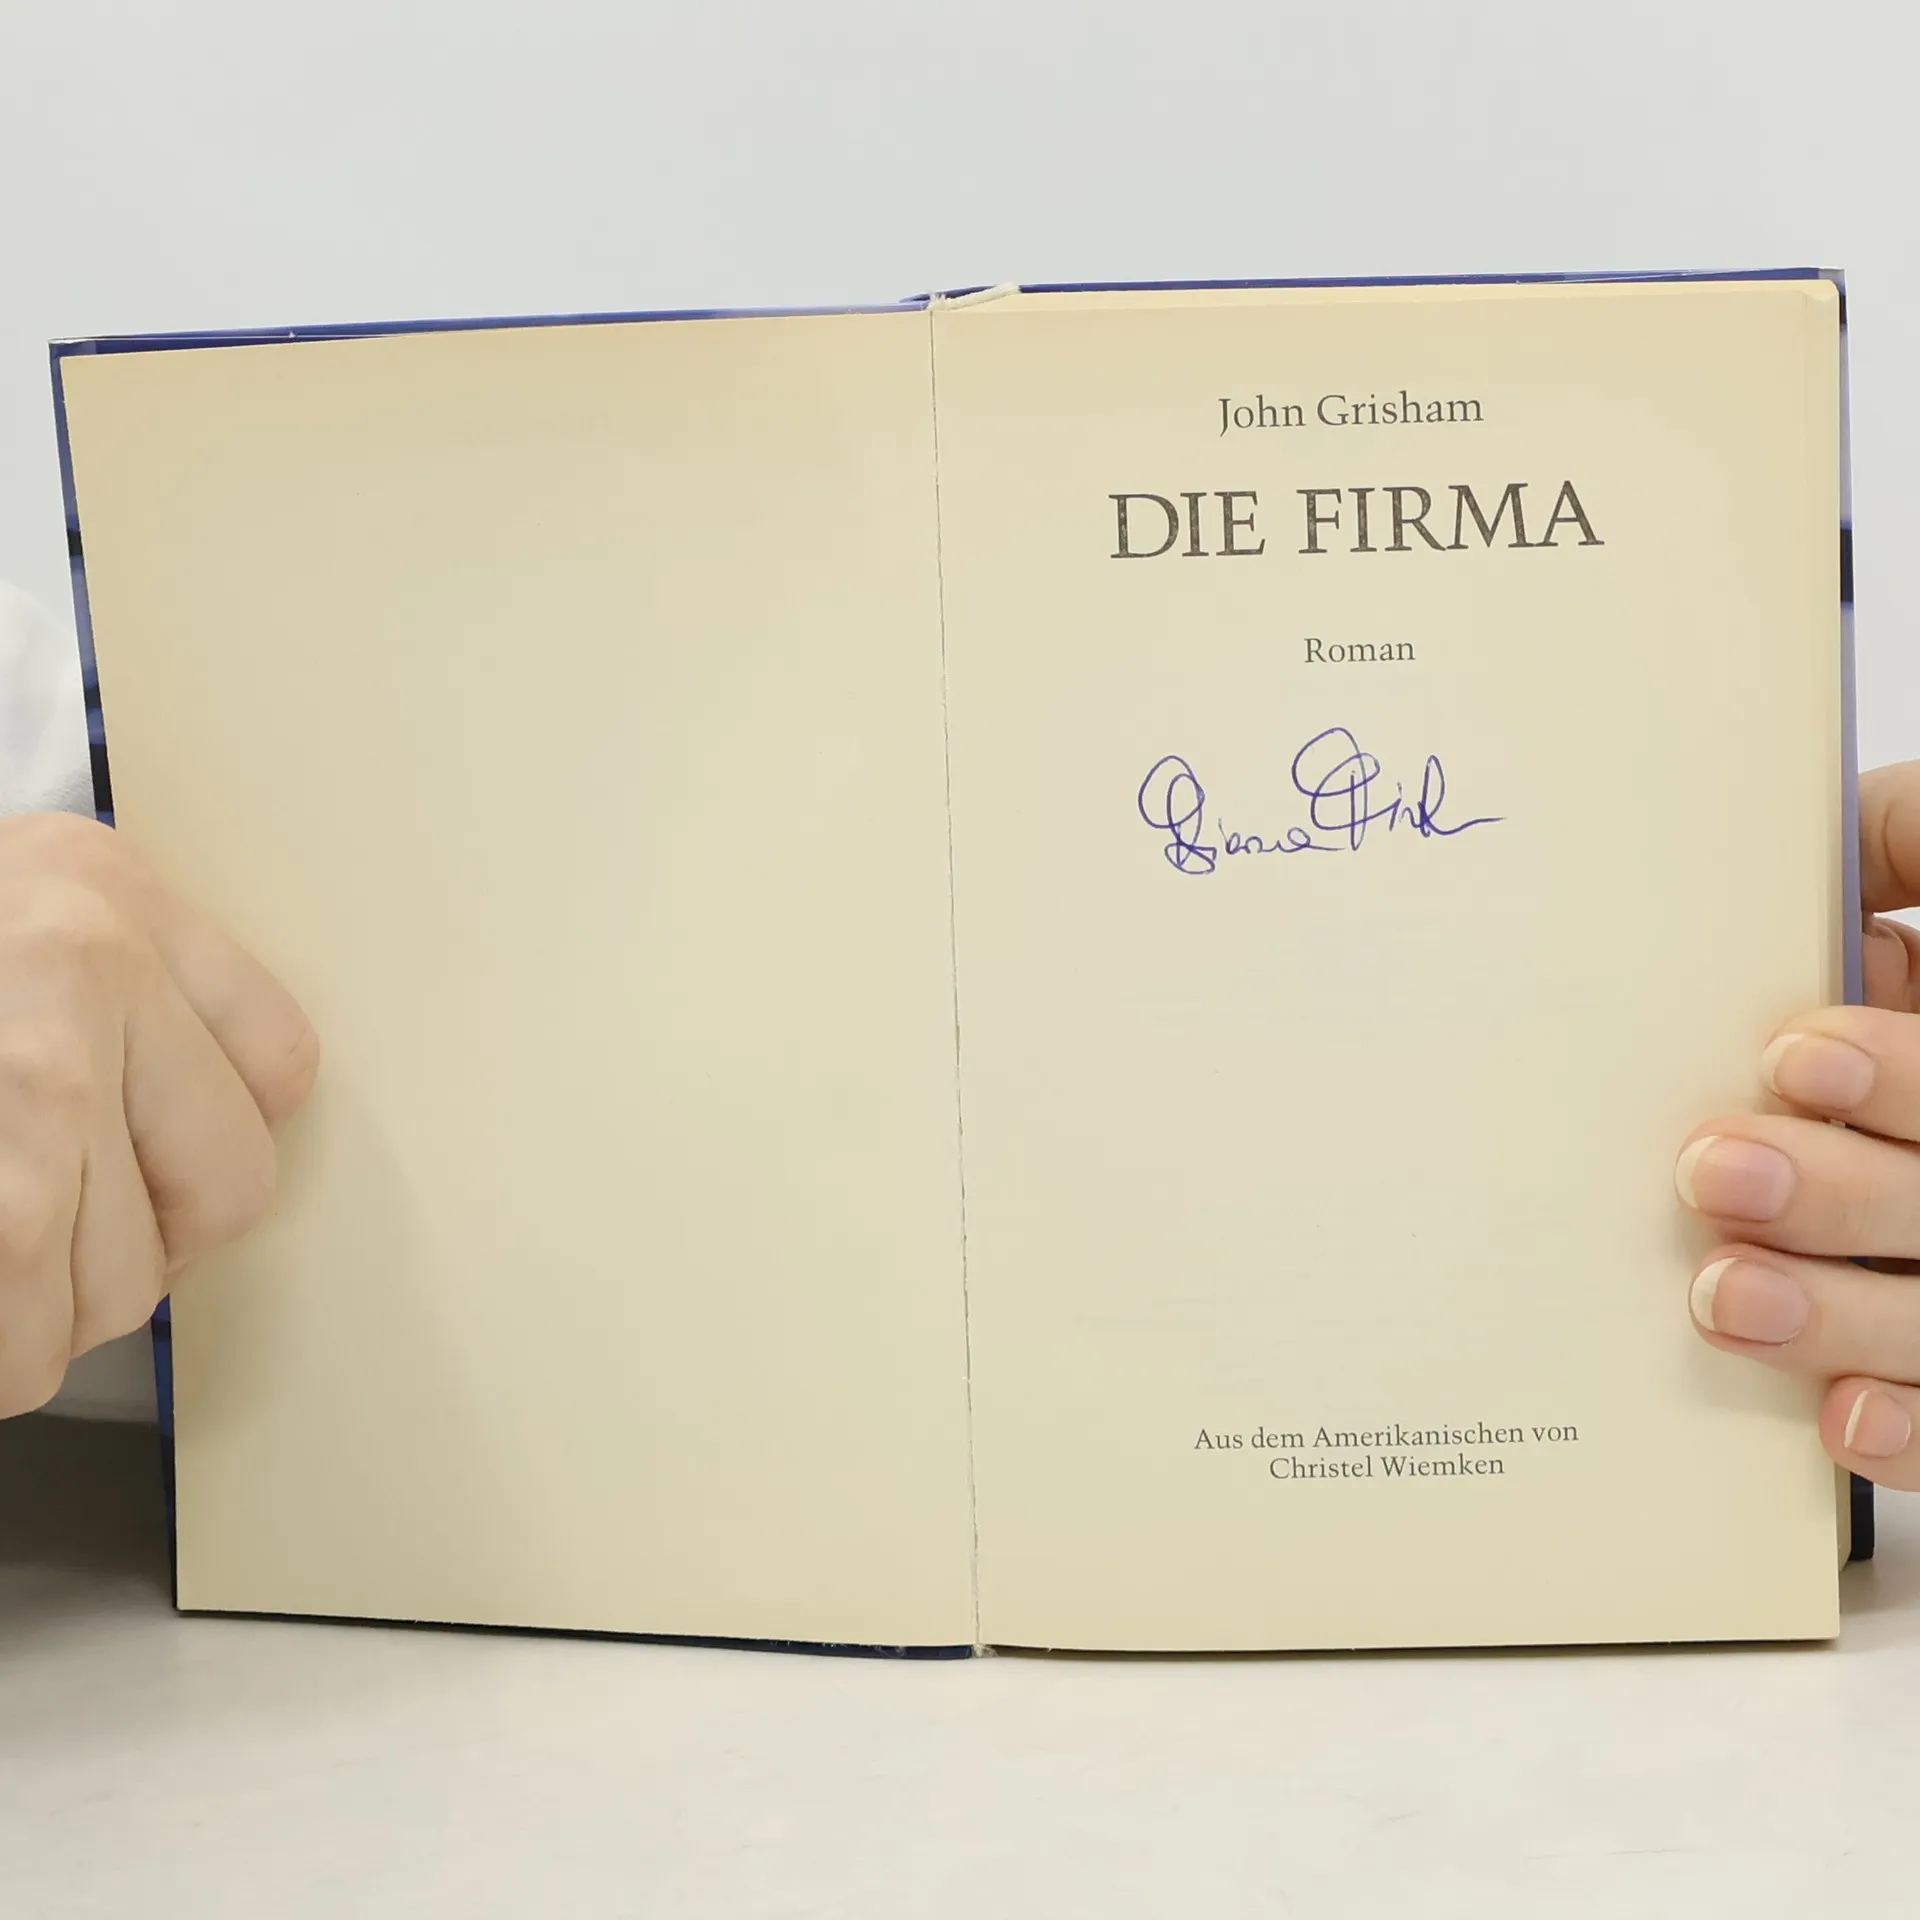 John Grisham
DIE FIRMA
Roman
Aus dem Amerikanischen von
Christel Wiemken